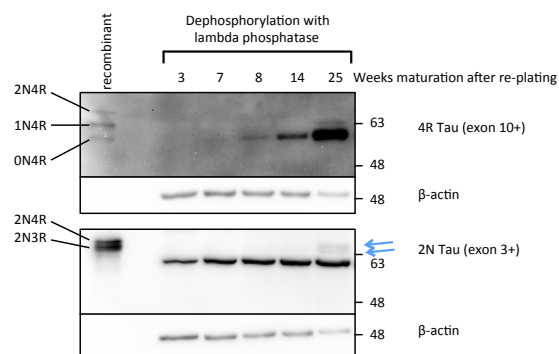 Dephosphorylation with
lambda phosphatase
recombinant
3 7 8 14 25 Weeks maturation after re-plating
2N4R
1N4R
0N4R
63
4R Tau (exon 10+)
48
48
β-actin
2N4R
2N3R
63
2N Tau (exon 3+)
48
48
β-actin